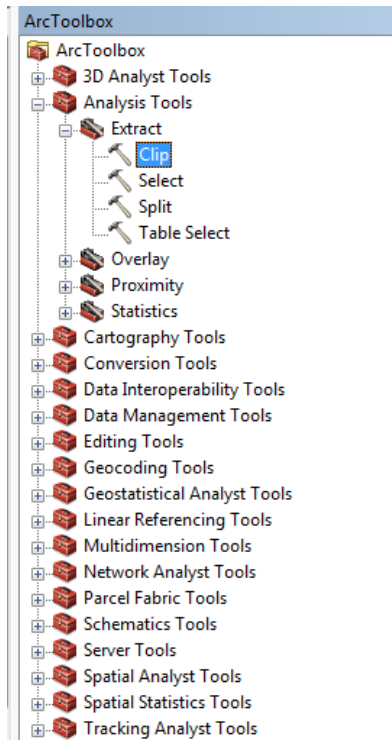 ArcToolbox
ArcToolbox
3D Analyst Tools
Analysis Tools
Extract
Clip
Select
Split
Table Select
Overlay
Proximity
Statistics
Cartography Tools
Conversion Tools
Data Interoperability Tools
Data Management Tools
Editing Tools
Geocoding Tools
Geostatistical Analyst Tools
Linear Referencing Tools
Multidimension Tools
Network Analyst Tools
Parcel Fabric Tools
Schematics Tools
Server Tools
Spatial Analyst Tools
Spatial Statistics Tools
Tracking Analyst Tools